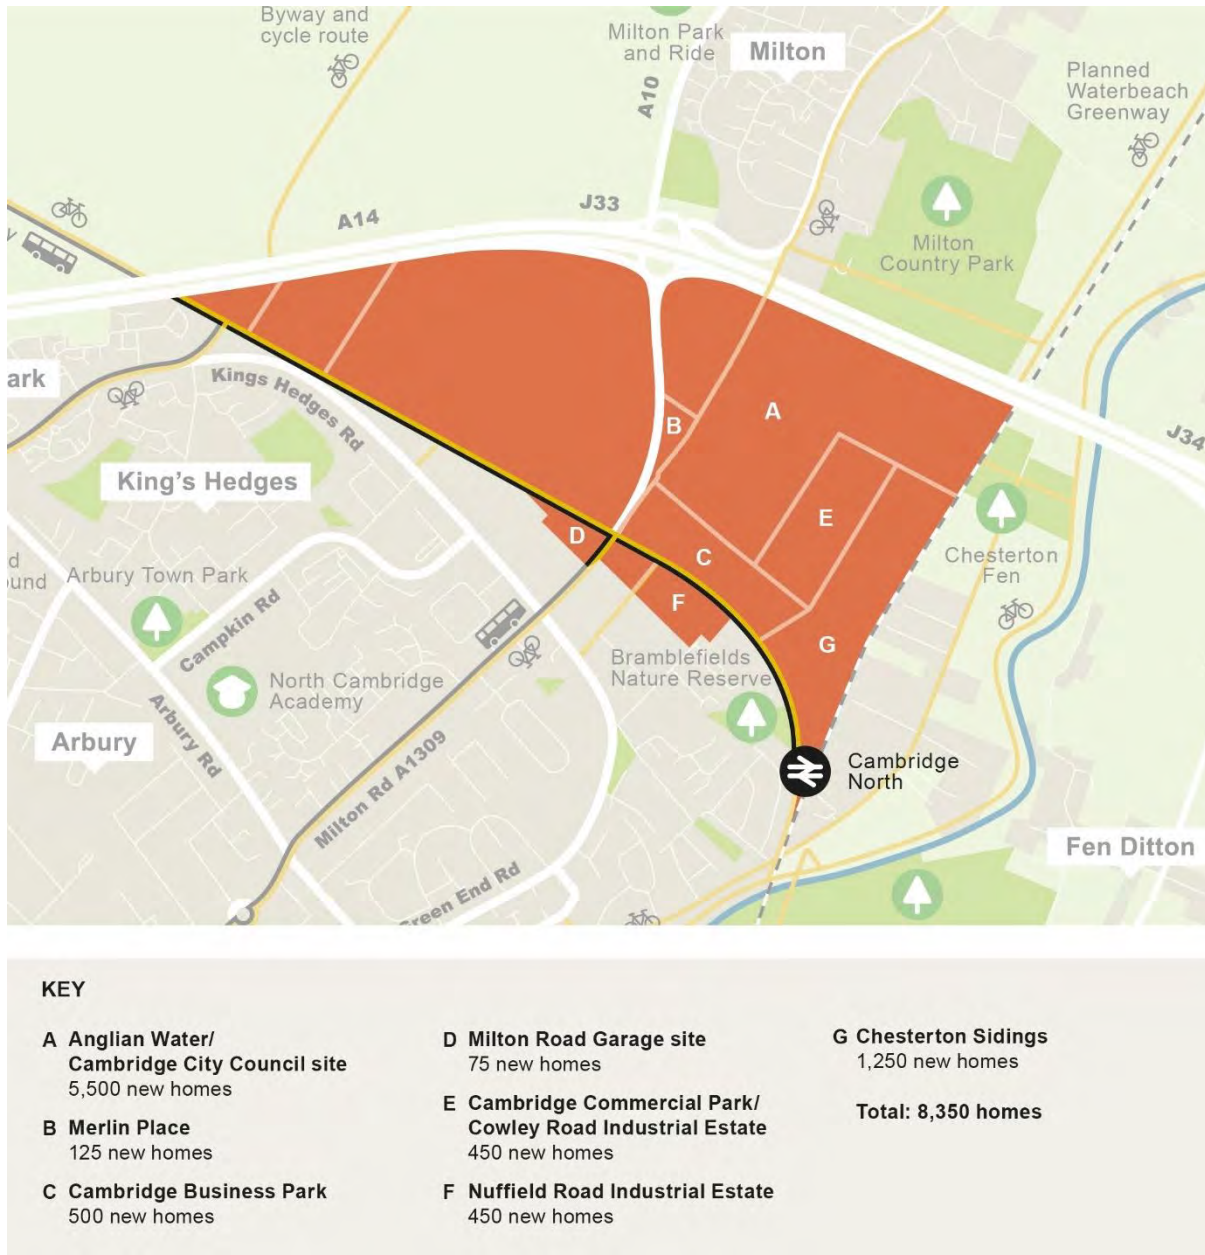 Byway and
cycle route
Milton Park
and Ride
Milton
A10
Planned
Waterbeach
Greenway
J33
A14
Milton
Country Park
y
ark
Kings Hedges Rd
A
B
J34
King's Hedges
E
D
C
Chesterton
Fen
d
und
Arbury Town Park
F
Campkin Rd
G
Bramblefields
Nature Reserve
North Cambridge
Academy
Arbury Rd
Arbury
Cambridge
North
Milton Rd A1309
Fen Ditton
Green End Rd
KEY
A Anglian Water/
Cambridge City Council site
5,500 new homes
B Merlin Place
125 new homes
C Cambridge Business Park
500 new homes
D Milton Road Garage site
75 new homes
E Cambridge Commercial Park/
Cowley Road Industrial Estate
450 new homes
F Nuffield Road Industrial Estate
450 new homes
G Chesterton Sidings
1,250 new homes
Total: 8,350 homes